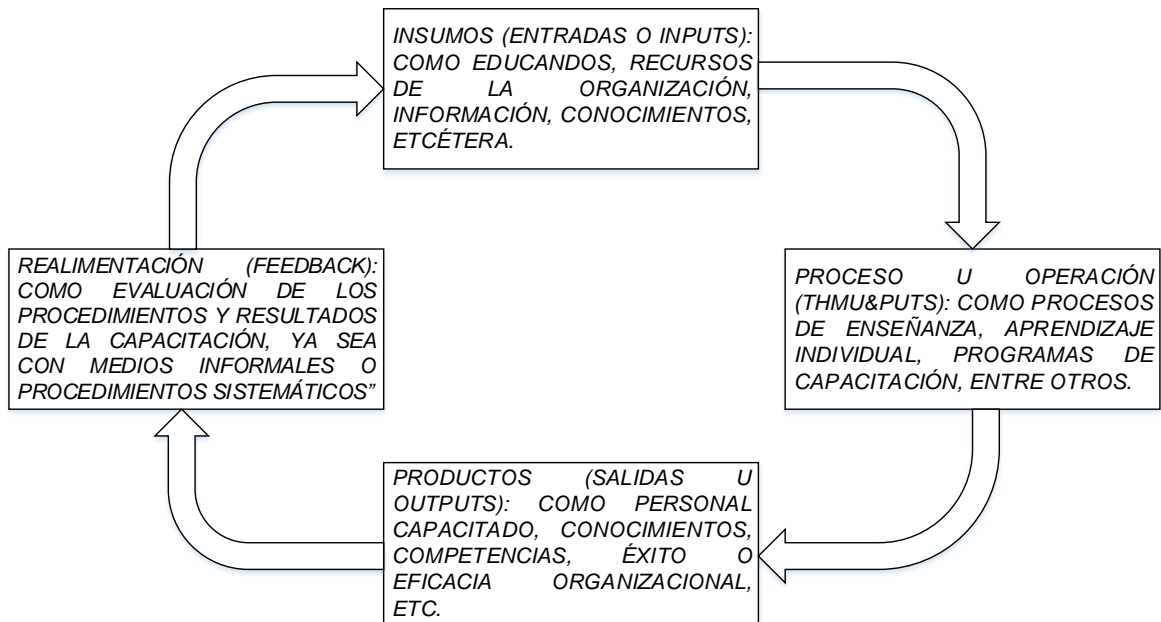 INSUMOS (ENTRADAS O INPUTS):
COMO EDUCANDOS, RECURSOS
DE LA ORGANIZACIÓN,
INFORMACIÓN, CONOCIMIENTOS,
ETCÉTERA.
PROCESO U OPERACIÓN
(THMU&PUTS): COMO PROCESOS
DE ENSEÑANZA, APRENDIZAJE
INDIVIDUAL, PROGRAMAS DE
CAPACITACIÓN, ENTRE OTROS.
PRODUCTOS (SALIDAS U
OUTPUTS): COMO PERSONAL
CAPACITADO, CONOCIMIENTOS,
COMPETENCIAS, ÉXITO O
EFICACIA ORGANIZACIONAL,
ETC.
REALIMENTACIÓN (FEEDBACK):
COMO EVALUACIÓN DE LOS
PROCEDIMIENTOS Y RESULTADOS
DE LA CAPACITACIÓN, YA SEA
CON MEDIOS INFORMALES O
PROCEDIMIENTOS SISTEMÁTICOS”